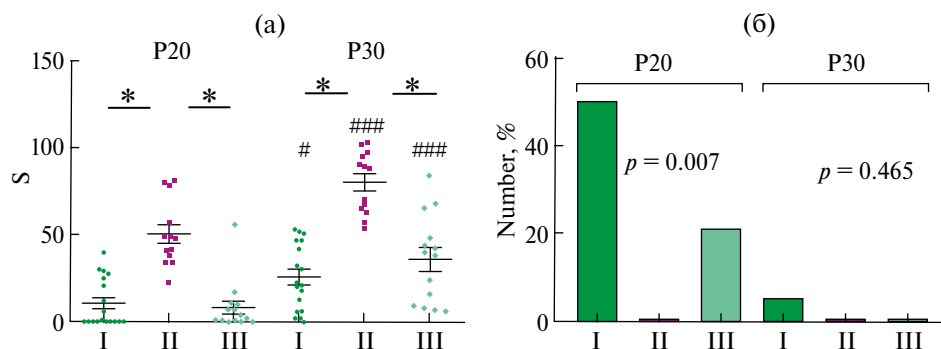 (а)
P20 P30
150
100
50
0
S
* * * *
# ### ###
I II III I II III
(б)
60
40
20
0
Number, %
P20 P30
p = 0.007
p = 0.465
I II III I II III